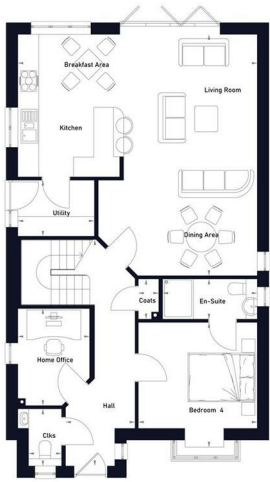 Breakfast Area
Living Room
Kitchen
Utility
Dining Area
Coats
En-Suite
Home Office
Hall
Bedroom 4
Clks